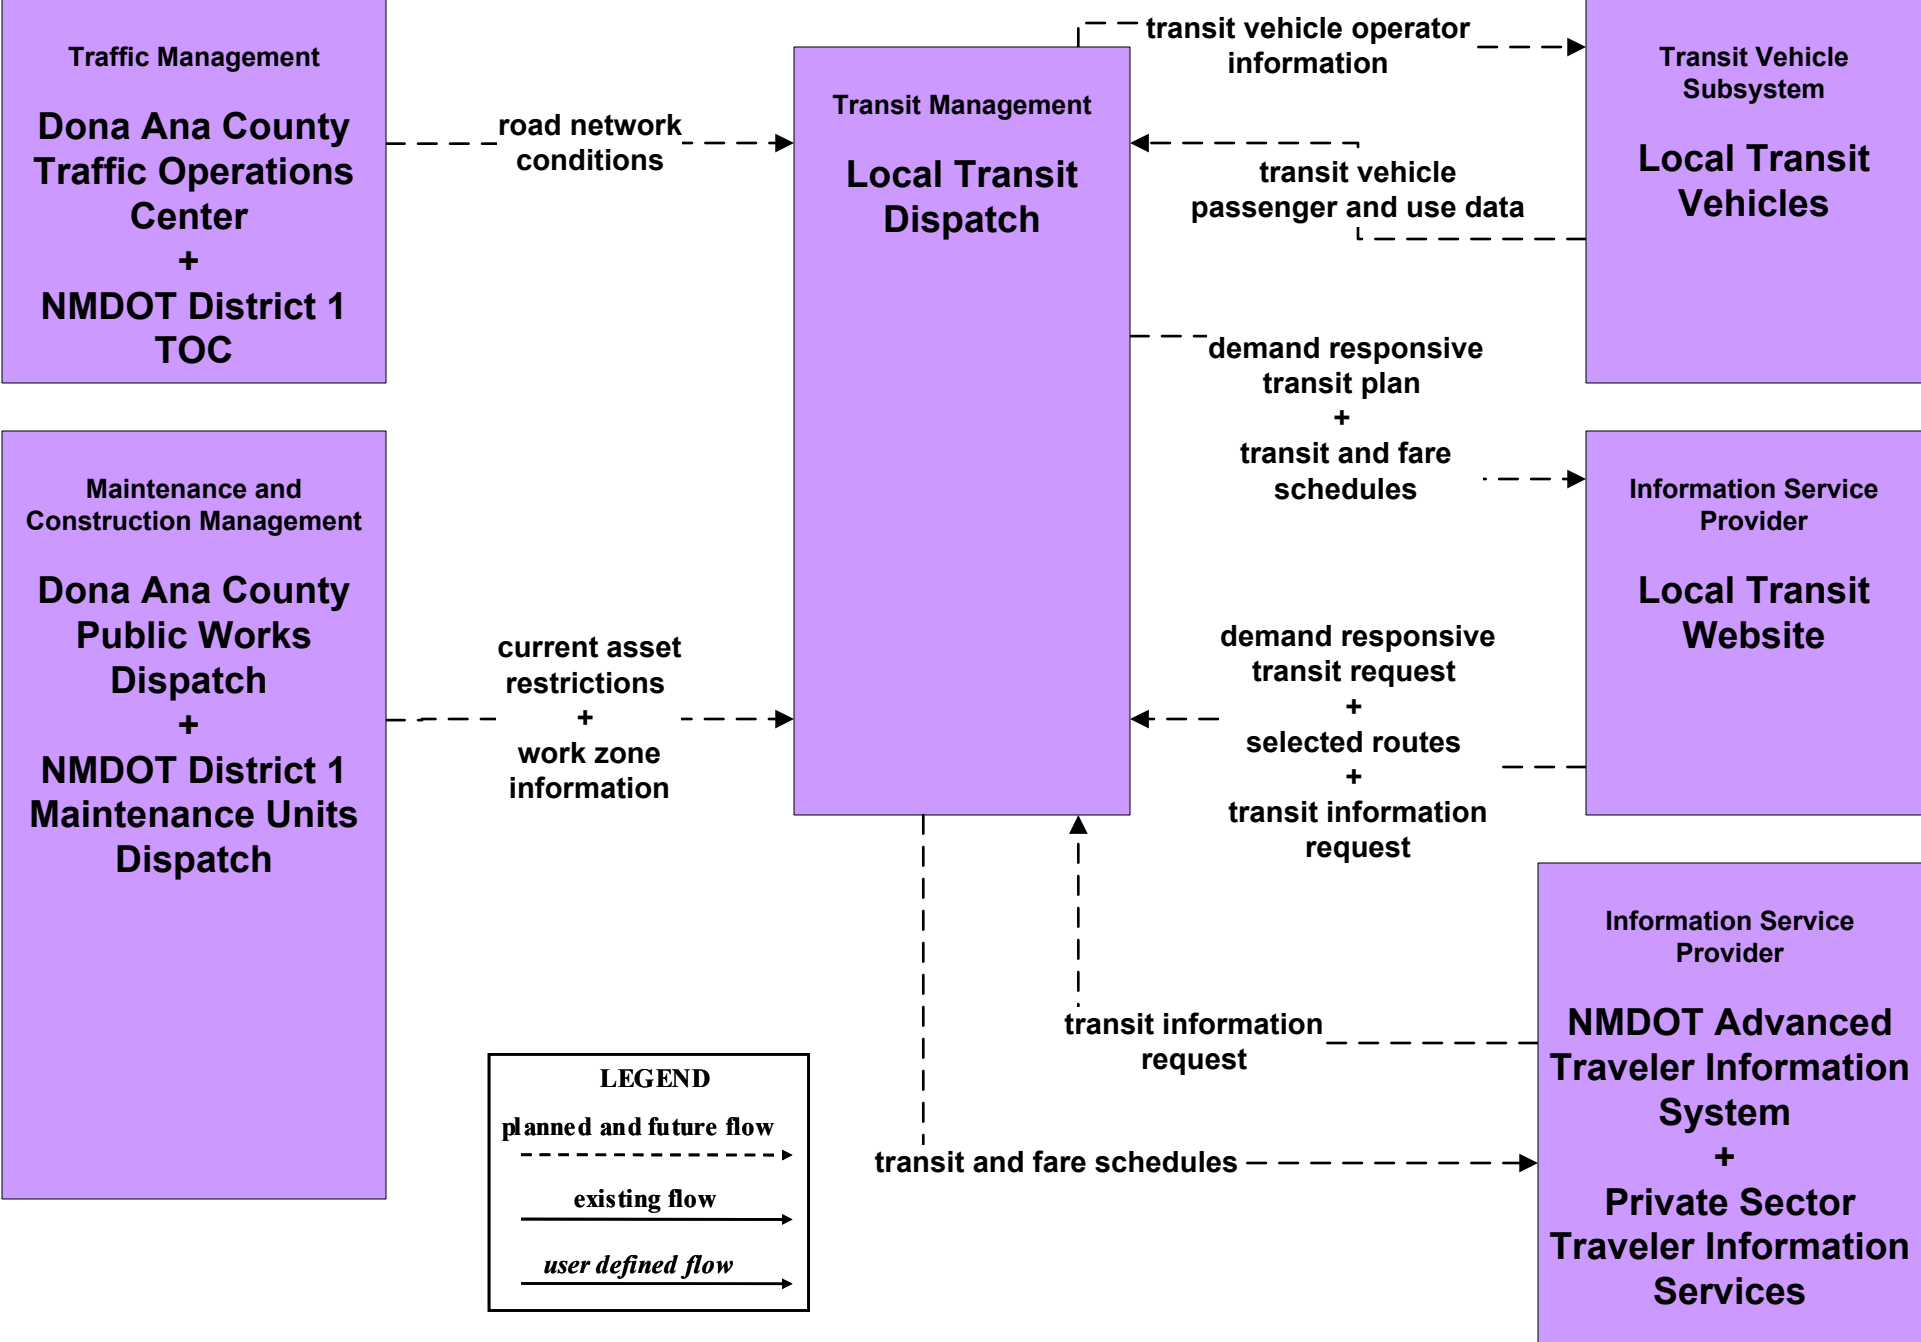 Traffic Management
Dona Ana County
Traffic Operations
Center
+
NMDOT District 1
TOC
road network
conditions
Transit Management
Local Transit
Dispatch
transit vehicle operator
information
Transit Vehicle
Subsystem
Local Transit
Vehicles
transit vehicle
passenger and use data
demand responsive
transit plan
+
transit and fare
schedules
Maintenance and
Construction Management
Dona Ana County
Public Works
Dispatch
+
NMDOT District 1
Maintenance Units
Dispatch
current asset
restrictions
+
work zone
information
Information Service
Provider
Local Transit
Website
demand responsive
transit request
+
selected routes
+
transit information
request
Information Service
Provider
NMDOT Advanced
Traveler Information
System
+
Private Sector
Traveler Information
Services
transit information
request
transit and fare schedules
LEGEND
planned and future flow
existing flow
user defined flow